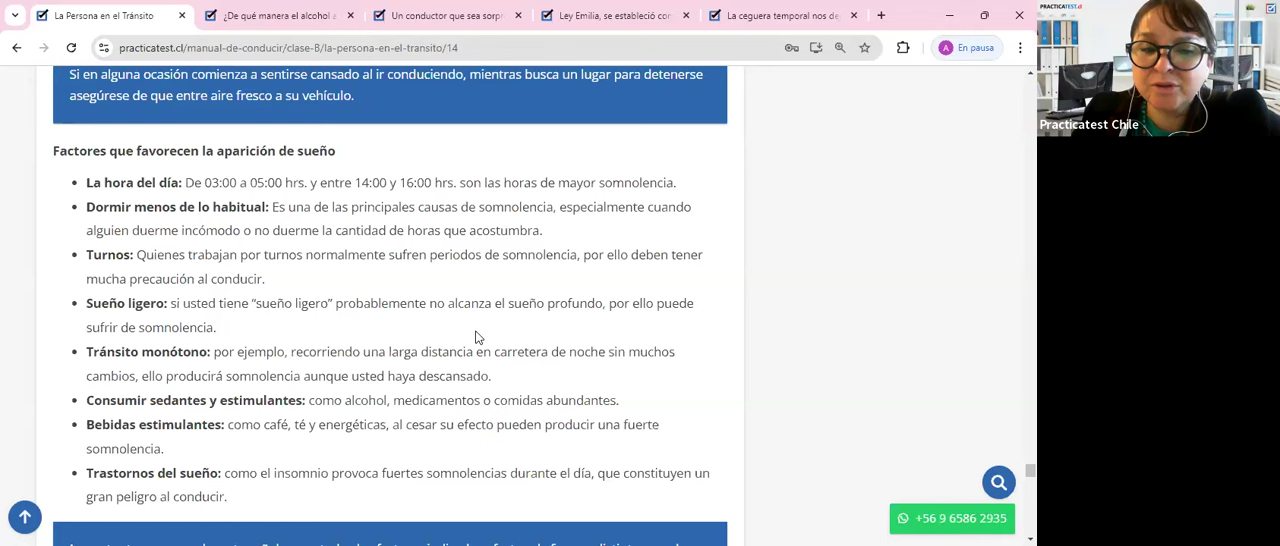 La Persona en el Tránsito
¿De qué manera el alcohol a
Un conductor que sea sorpr
Ley Emilia, se estableció con
La ceguera temporal nos de
practicatest.cl/manual-de-conducir/clase-B/la-persona-en-el-transito/14
A
En pausa
PRACTICATEST.cl
Practicatest Chile
Si en alguna ocasión comienza a sentirse cansado al ir conduciendo, mientras busca un lugar para detenerse
asegúrese de que entre aire fresco a su vehículo.
Factores que favorecen la aparición de sueño
La hora del día: De 03:00 a 05:00 hrs. y entre 14:00 y 16:00 hrs. son las horas de mayor somnolencia.
Dormir menos de lo habitual: Es una de las principales causas de somnolencia, especialmente cuando
alguien duerme incómodo o no duerme la cantidad de horas que acostumbra.
Turnos: Quienes trabajan por turnos normalmente sufren periodos de somnolencia, por ello deben tener
mucha precaución al conducir.
Sueño ligero: si usted tiene “sueño ligero” probablemente no alcanza el sueño profundo, por ello puede
sufrir de somnolencia.
Tránsito monótono: por ejemplo, recorriendo una larga distancia en carretera de noche sin muchos
cambios, ello producirá somnolencia aunque usted haya descansado.
Consumir sedantes y estimulantes: como alcohol, medicamentos o comidas abundantes.
Bebidas estimulantes: como café, té y energéticas, al cesar su efecto pueden producir una fuerte
somnolencia.
Trastornos del sueño: como el insomnio provoca fuertes somnolencias durante el día, que constituyen un
gran peligro al conducir.
+56 9 6586 2935